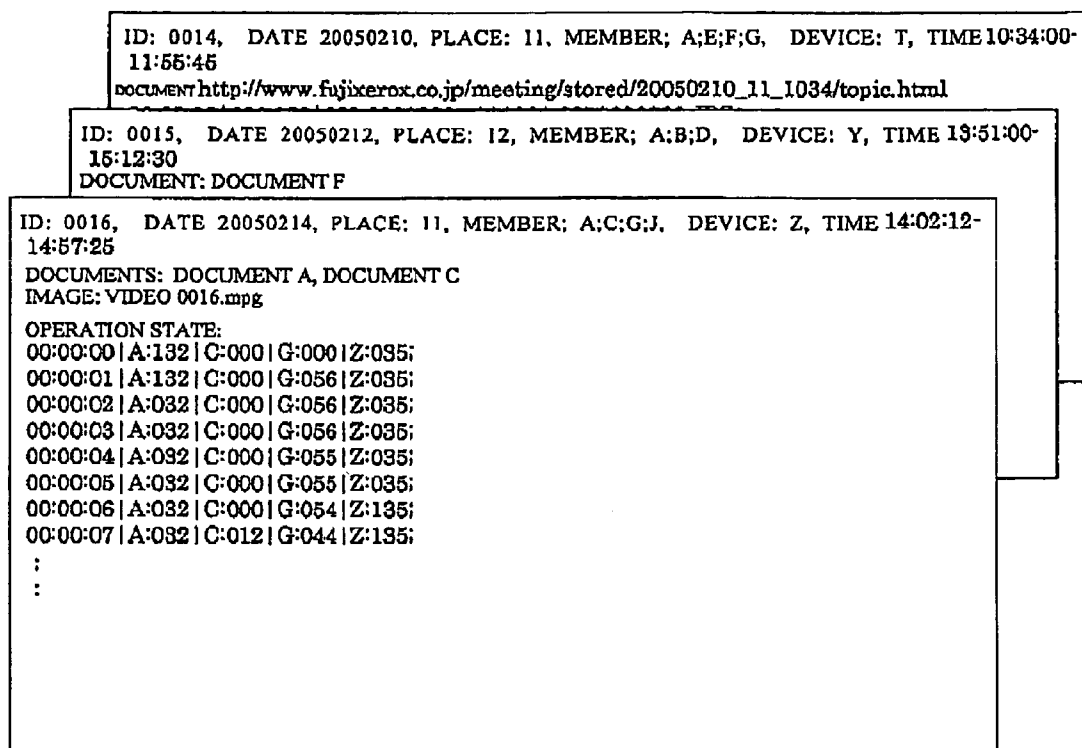 ID: 0014, DATE 20050210, PLACE: 11, MEMBER; A;E;F;G, DEVICE: T, TIME 10:34:00-
11:55:45
DOCUMENT http://www.fujixerox.co.jp/meeting/stored/20050210_11_1034/topic.html
ID: 0015, DATE 20050212, PLACE: 12, MEMBER; A;B;D, DEVICE: Y, TIME 13:51:00-
15:12:30
DOCUMENT: DOCUMENT F
ID: 0016, DATE 20050214, PLACE: 11, MEMBER; A;C;G;J, DEVICE: Z, TIME 14:02:12-
14:57:25
DOCUMENTS: DOCUMENT A, DOCUMENT C
IMAGE: VIDEO 0016.mpg
OPERATION STATE:
00:00:00 | A:132 | C:000 | G:000 | Z:035;
00:00:01 | A:132 | C:000 | G:056 | Z:035;
00:00:02 | A:032 | C:000 | G:056 | Z:035;
00:00:03 | A:032 | C:000 | G:056 | Z:035;
00:00:04 | A:032 | C:000 | G:055 | Z:035;
00:00:05 | A:032 | C:000 | G:055 | Z:035;
00:00:06 | A:032 | C:000 | G:054 | Z:135;
00:00:07 | A:032 | C:012 | G:044 | Z:135;
:
: